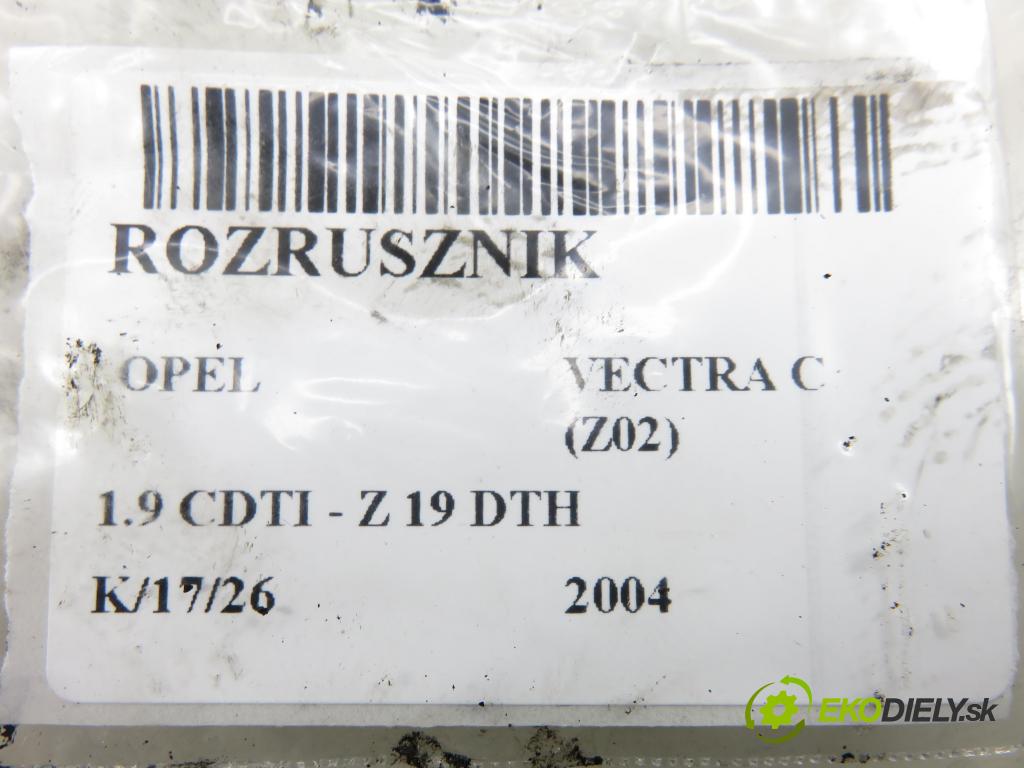 ROZRUSZNIK
OPEL VECTRA C
(Z02)
1.9 CDTI - Z 19 DTH
K/17/26 2004
EKODIELY.sk